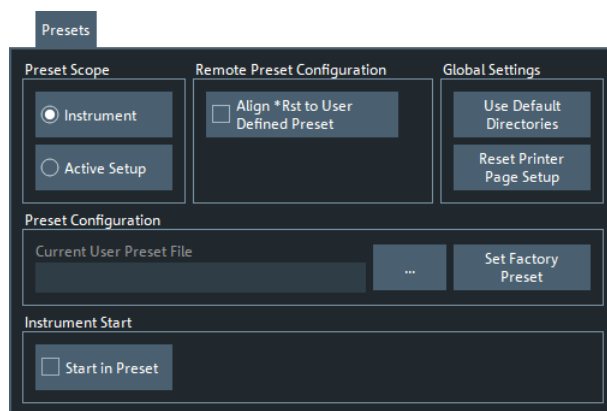 Presets
Preset Scope
Remote Preset Configuration
Global Settings
Instrument
Align *Rst to User
Defined Preset
Use Default
Directories
Active Setup
Reset Printer
Page Setup
Preset Configuration
Current User Preset File
...
Set Factory
Preset
Instrument Start
Start in Preset